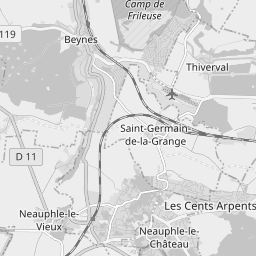 Camp de
Frileuse
119
Beynes
Thiverval
Saint-Germain-
de-la-Grange
D 11
Les Cents Arpents
Neauphle-le-
Vieux
Neauphle-le-
Château